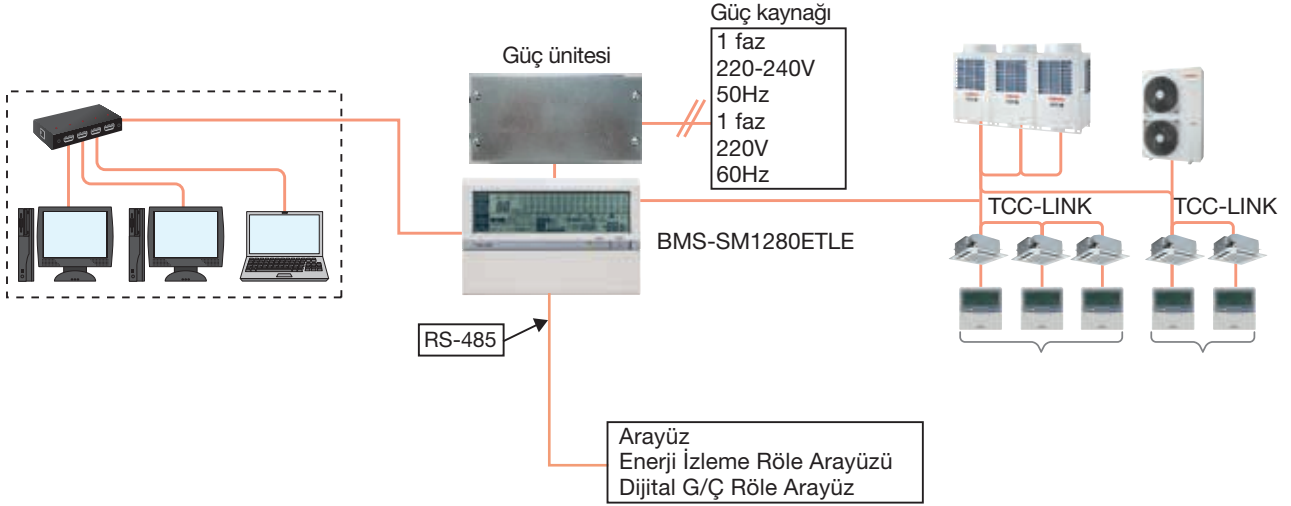 Güç kaynağı
1 faz
220-240V
50Hz
1 faz
220V
60Hz
Güç ünitesi
TCC-LINK
TCC-LINK
BMS-SM1280ETLE
RS-485
Arayüz
Enerji İzleme Röle Arayüzü
Dijital G/Ç Röle Arayüz